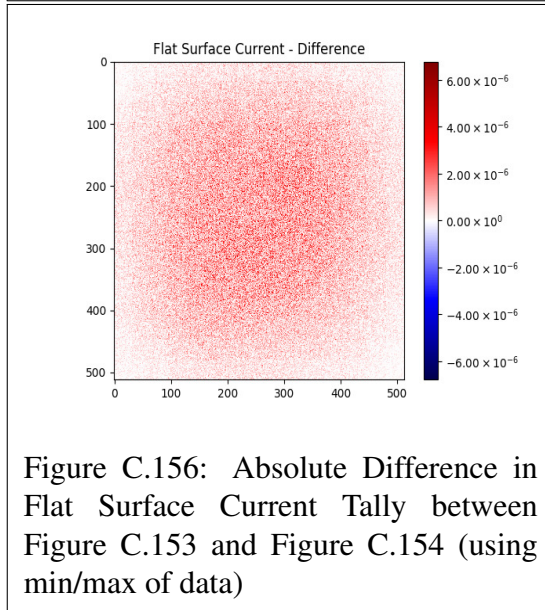 Flat Surface Current - Difference
0
100
200
300
400
500
0 100 200 300 400 500
6.00 × 10⁻⁶
4.00 × 10⁻⁶
2.00 × 10⁻⁶
0.00 × 10⁰
−2.00 × 10⁻⁶
−4.00 × 10⁻⁶
−6.00 × 10⁻⁶
Figure C.156: Absolute Difference in
Flat Surface Current Tally between
Figure C.153 and Figure C.154 (using
min/max of data)